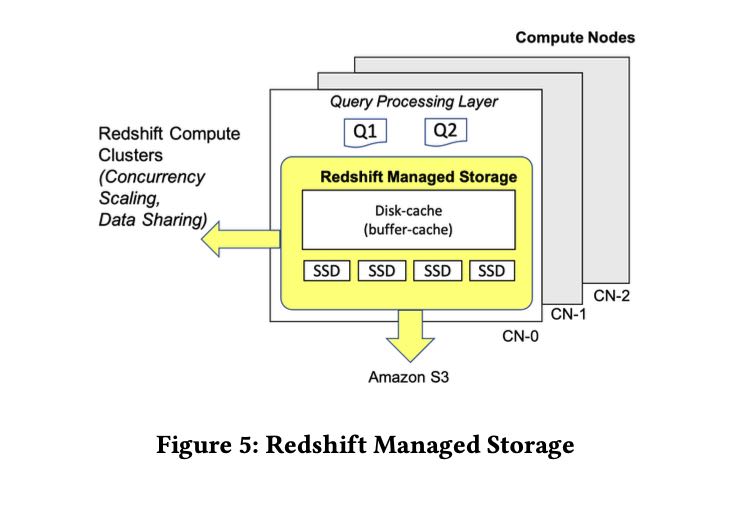 Compute Nodes
Query Processing Layer
Q1
Q2
Redshift Compute
Clusters
(Concurrency
Scaling,
Data Sharing)
Redshift Managed Storage
Disk-cache
(buffer-cache)
SSD
SSD
SSD
SSD
CN-2
CN-1
CN-0
Amazon S3
Figure 5: Redshift Managed Storage